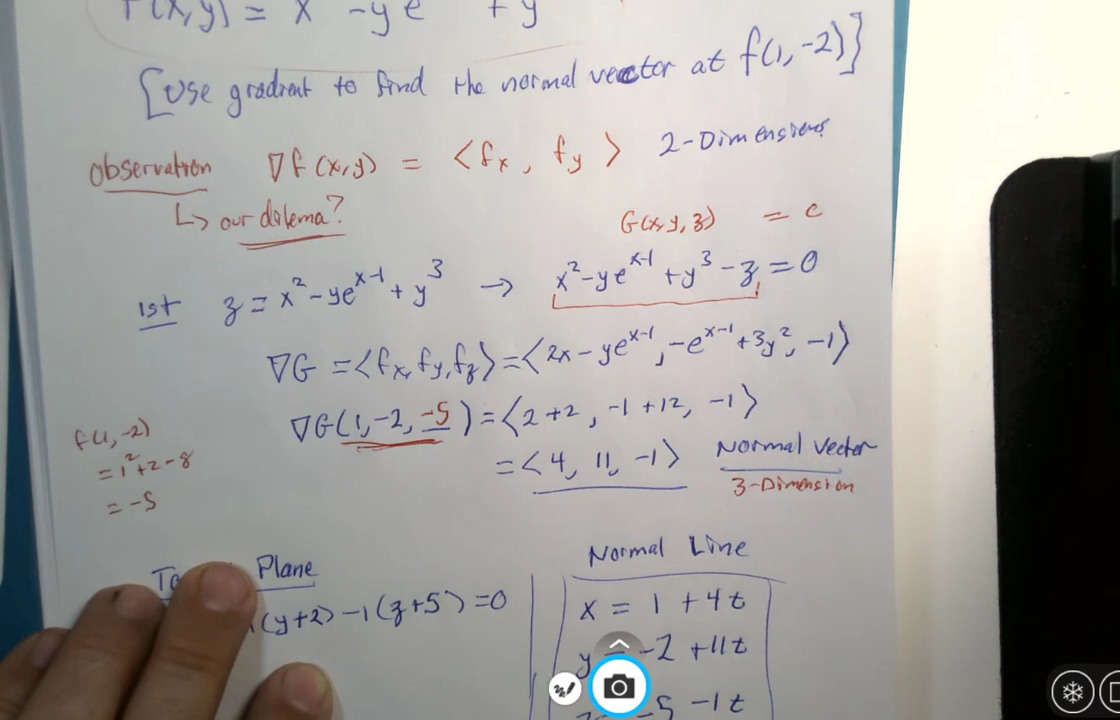 F(x,y) = x - ye + y
[Use gradient to find the normal vector at f(1, -2)]
Observation ∇f(x,y) = <fx, fy> 2-Dimensions
↳ our dilema?
G(x,y,z) = c
1st z = x² - ye^(x-1) + y³ → x² - ye^(x-1) + y³ - z = 0
∇G = <fx, fy, fz> = <2x - ye^(x-1), -e^(x-1) + 3y², -1>
∇G(1, -2, -5) = <2+2, -1+12, -1>
f(1, -2)
= 1² + 2 - 8
= -5
= <4, 11, -1> Normal Vector
3-Dimension
Plane
(y+2) - 1(z+5) = 0
Normal Line
x = 1 + 4t
y = -2 + 11t
-5 - 1t